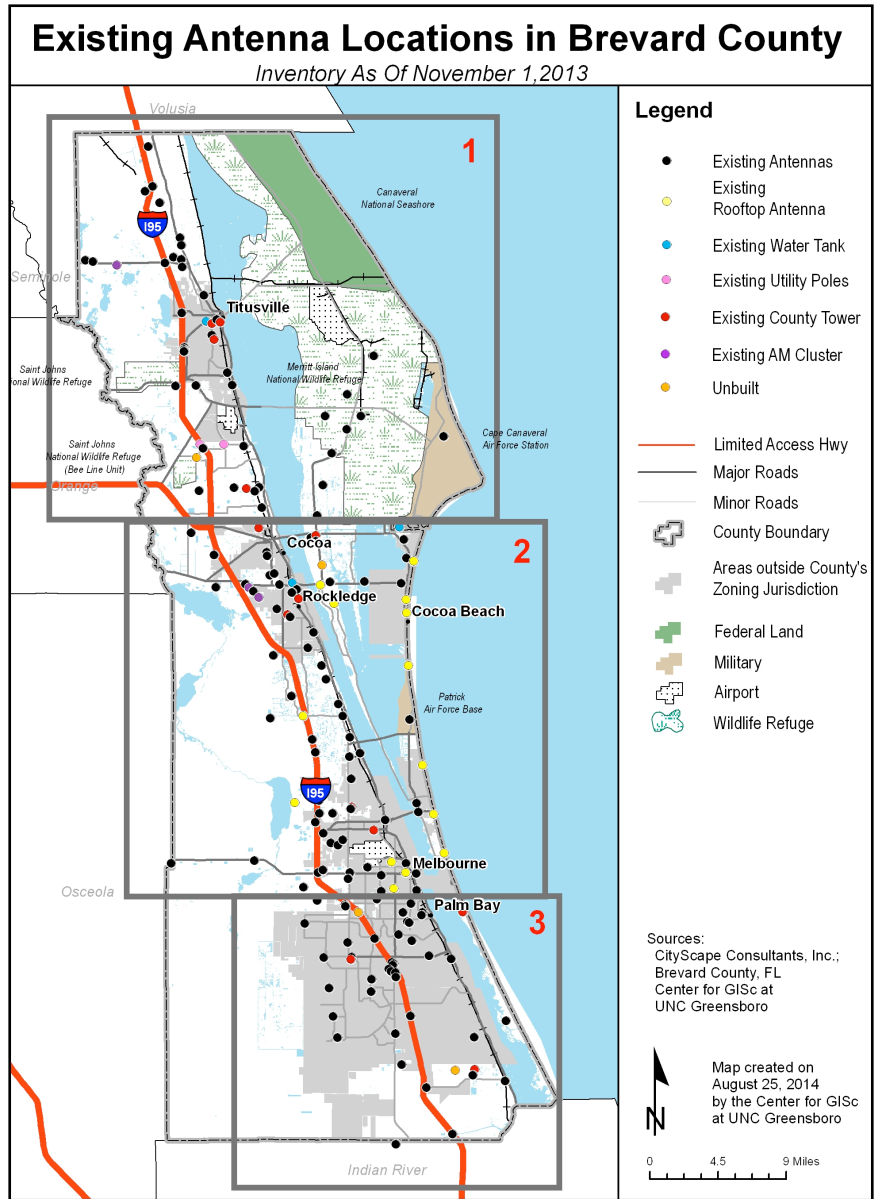 Existing Antenna Locations in Brevard County
Inventory As Of November 1,2013
Volusia
1
Canaveral
National Seashore
I95
Seminole
Titusville
Saint Johns
ional Wildlife Refuge
Merritt Island
National Wildlife Refuge
Cape Canaveral
Air Force Station
Saint Johns
National Wildlife Refuge
(Bee Line Unit)
Orange
2
Cocoa
Rockledge
Cocoa Beach
Patrick
Air Force Base
I95
Melbourne
Osceola
Palm Bay
3
Indian River
Legend
Existing Antennas
Existing
Rooftop Antenna
Existing Water Tank
Existing Utility Poles
Existing County Tower
Existing AM Cluster
Unbuilt
Limited Access Hwy
Major Roads
Minor Roads
County Boundary
Areas outside County's
Zoning Jurisdiction
Federal Land
Military
Airport
Wildlife Refuge
Sources:
CityScape Consultants, Inc.;
Brevard County, FL
Center for GISc at
UNC Greensboro
N
Map created on
August 25, 2014
by the Center for GISc
at UNC Greensboro
0 4.5 9 Miles